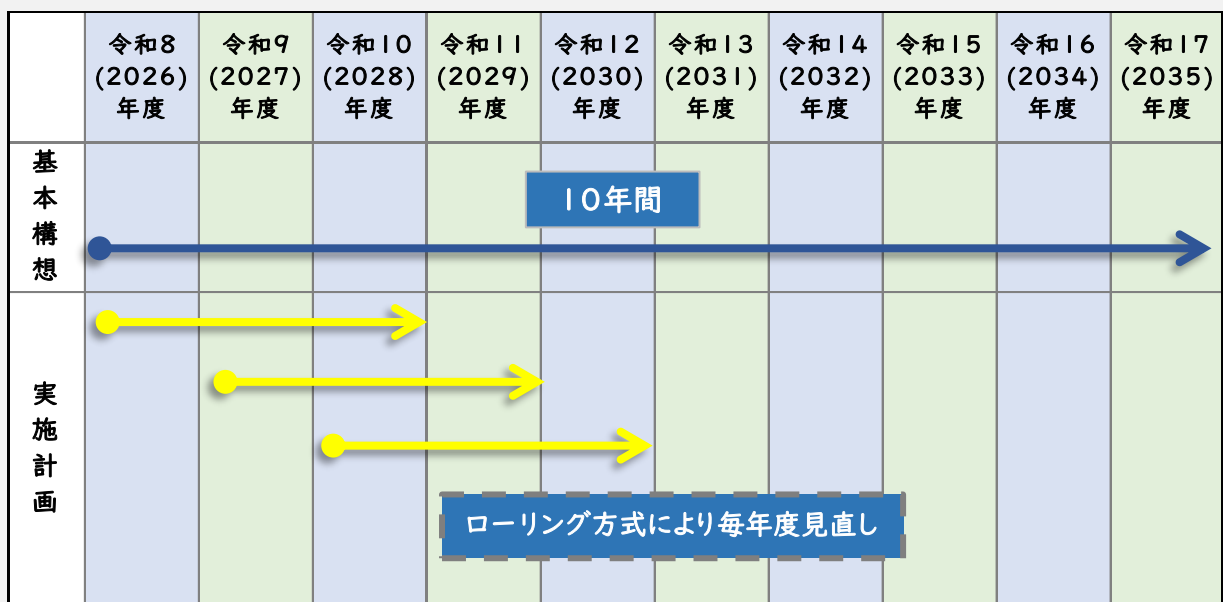 令和8
(2026)
年度
令和9
(2027)
年度
令和10
(2028)
年度
令和11
(2029)
年度
令和12
(2030)
年度
令和13
(2031)
年度
令和14
(2032)
年度
令和15
(2033)
年度
令和16
(2034)
年度
令和17
(2035)
年度
基本構想
10年間
実施計画
ローリング方式により毎年度見直し